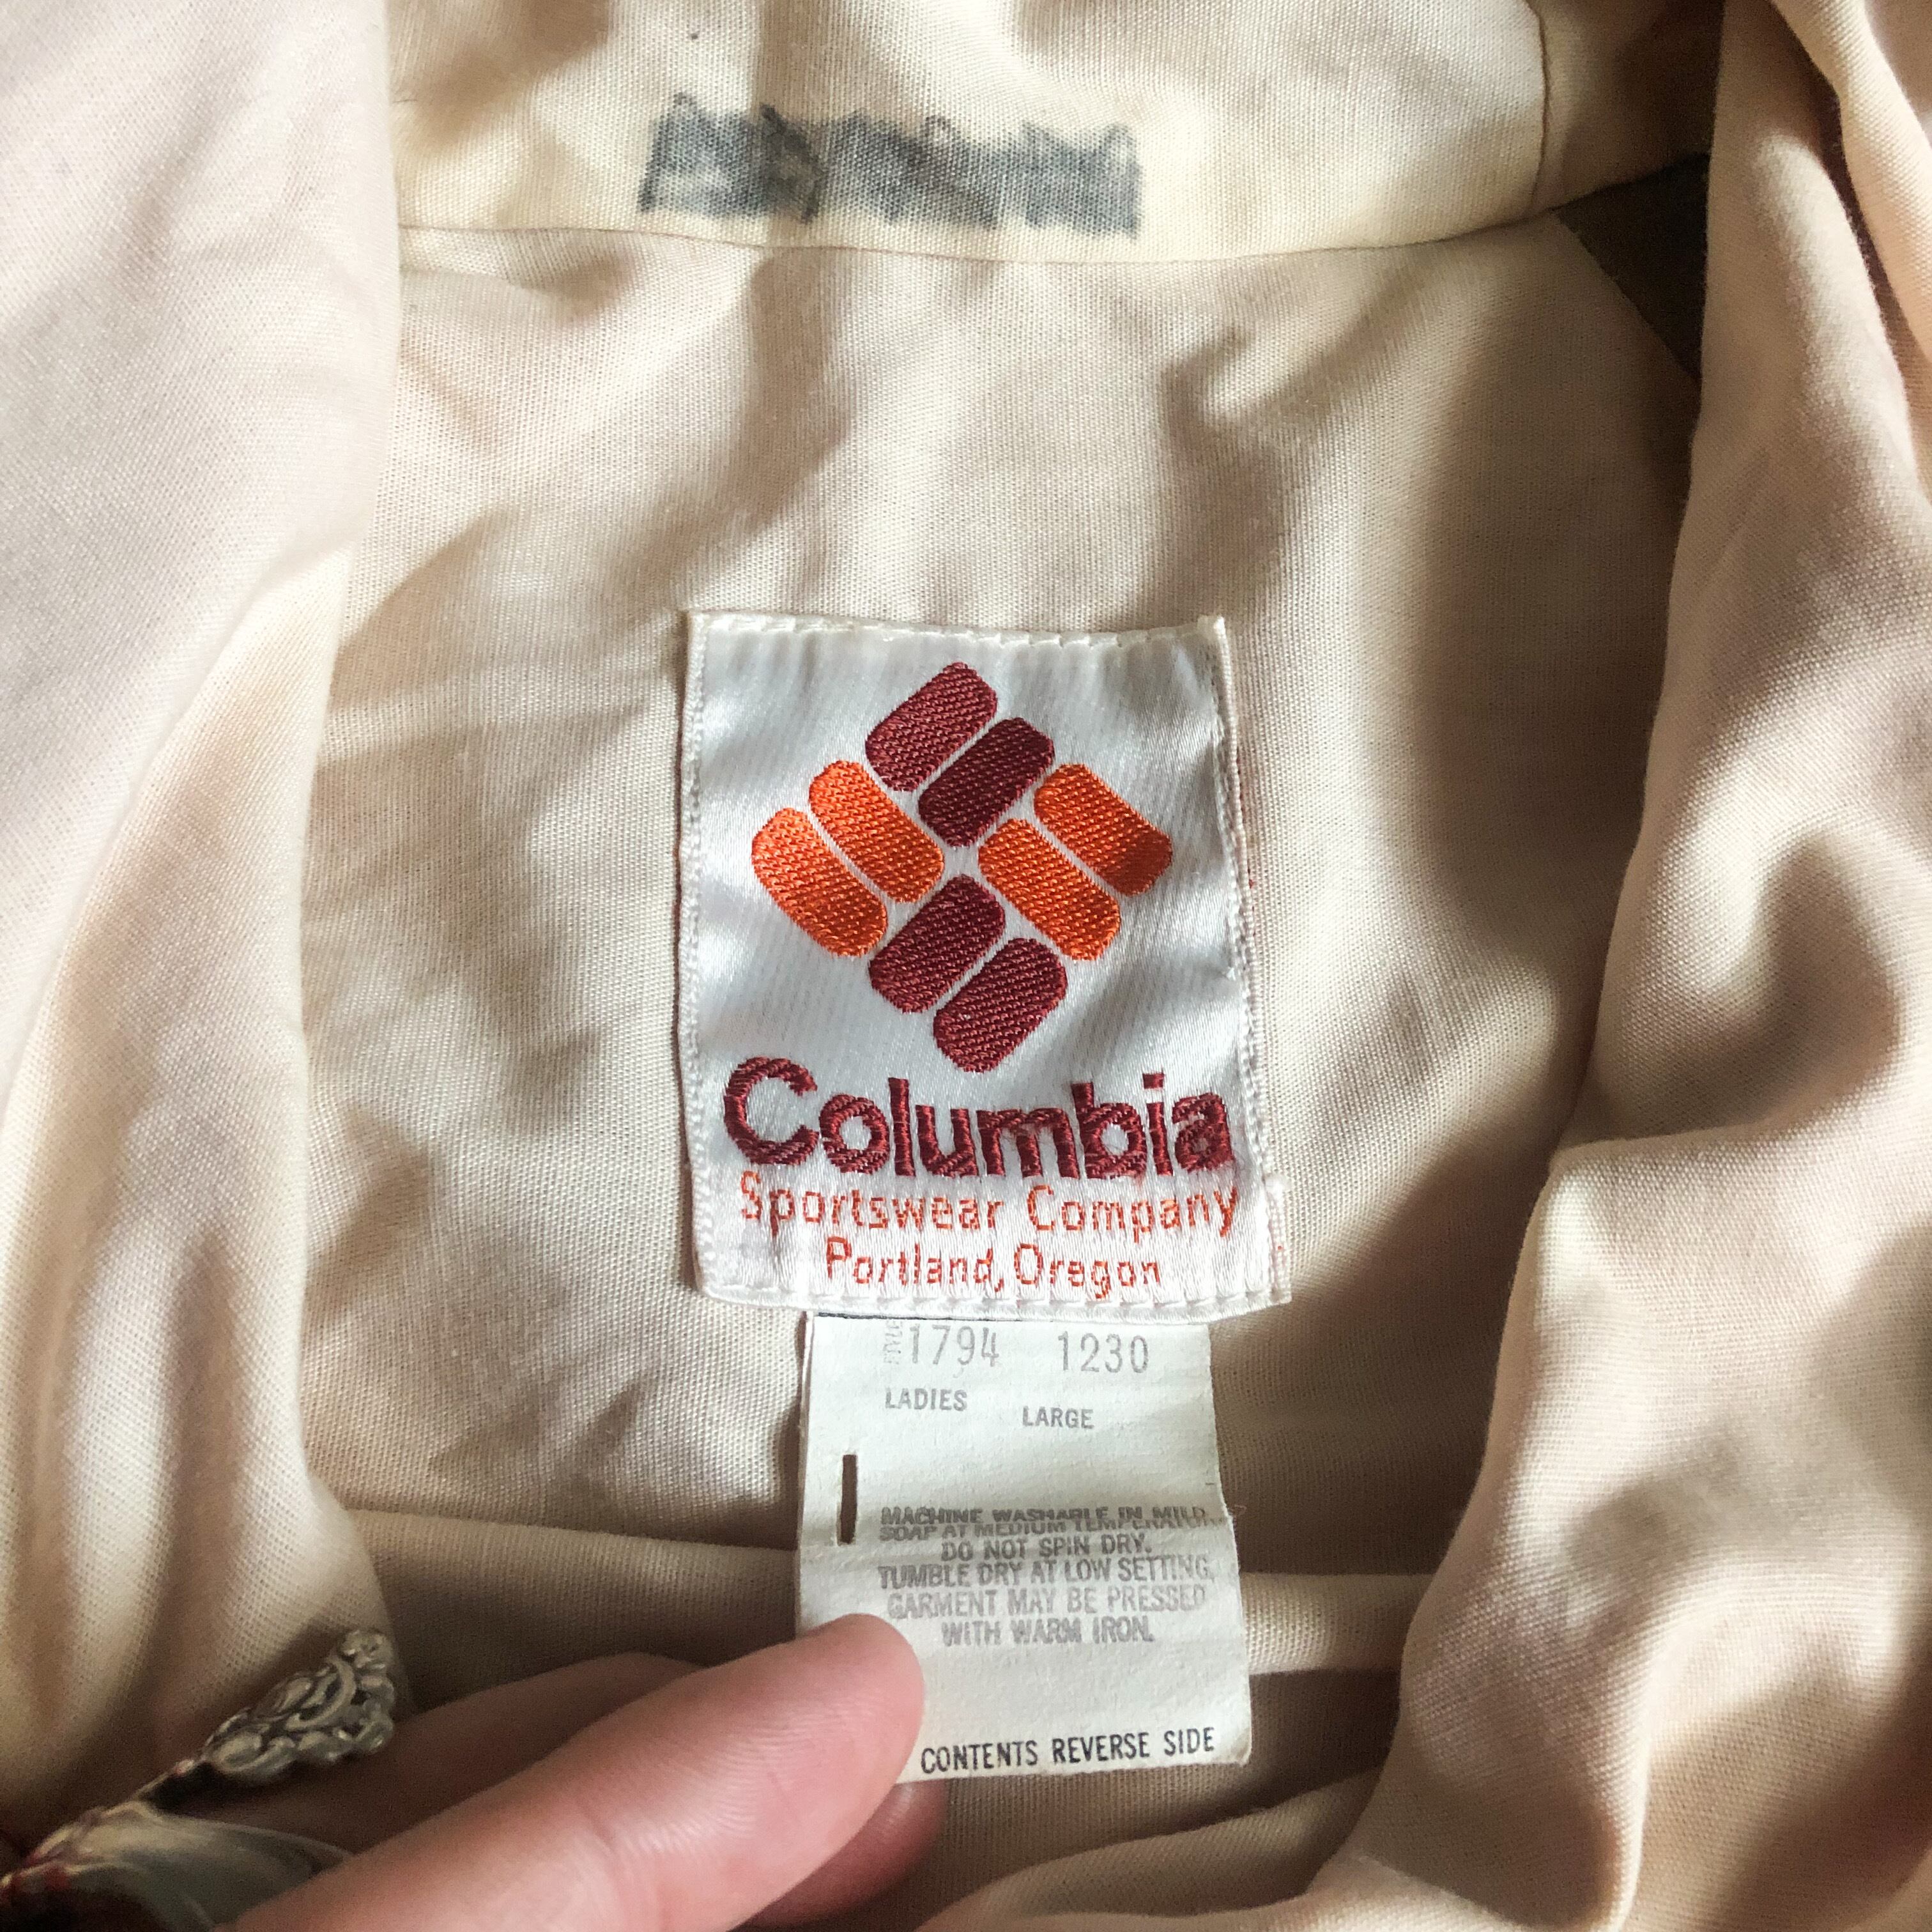 Columbia
Sportswear Company
Portland, Oregon
STYLE 1794 1230
LADIES LARGE
MACHINE WASHABLE IN MILD
SOAP AT MEDIUM TEMPERATURE
DO NOT SPIN DRY.
TUMBLE DRY AT LOW SETTING,
GARMENT MAY BE PRESSED
WITH WARM IRON.
CONTENTS REVERSE SIDE